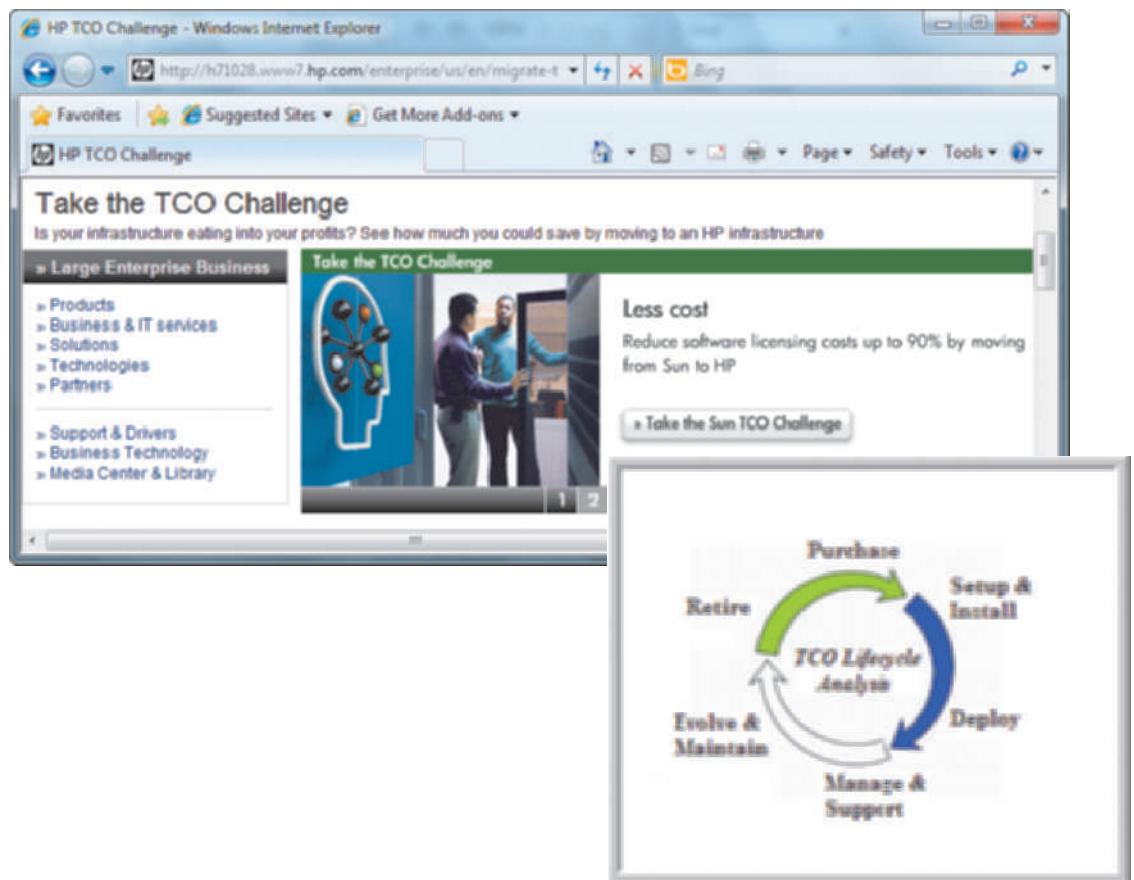 HP TCO Challenge - Windows Internet Explorer
http://h71028.www7.hp.com/enterprise/us/en/migrate-t
Bing
Favorites
Suggested Sites
Get More Add-ons
HP TCO Challenge
Page
Safety
Tools
Take the TCO Challenge
Is your infrastructure eating into your profits? See how much you could save by moving to an HP infrastructure
» Large Enterprise Business
» Products
» Business & IT services
» Solutions
» Technologies
» Partners
» Support & Drivers
» Business Technology
» Media Center & Library
Take the TCO Challenge
Less cost
Reduce software licensing costs up to 90% by moving
from Sun to HP
» Take the Sun TCO Challenge
1 2
Purchase
Setup &
Install
Deploy
Manage &
Support
Evolve &
Maintain
Retire
TCO Lifecycle
Analysis